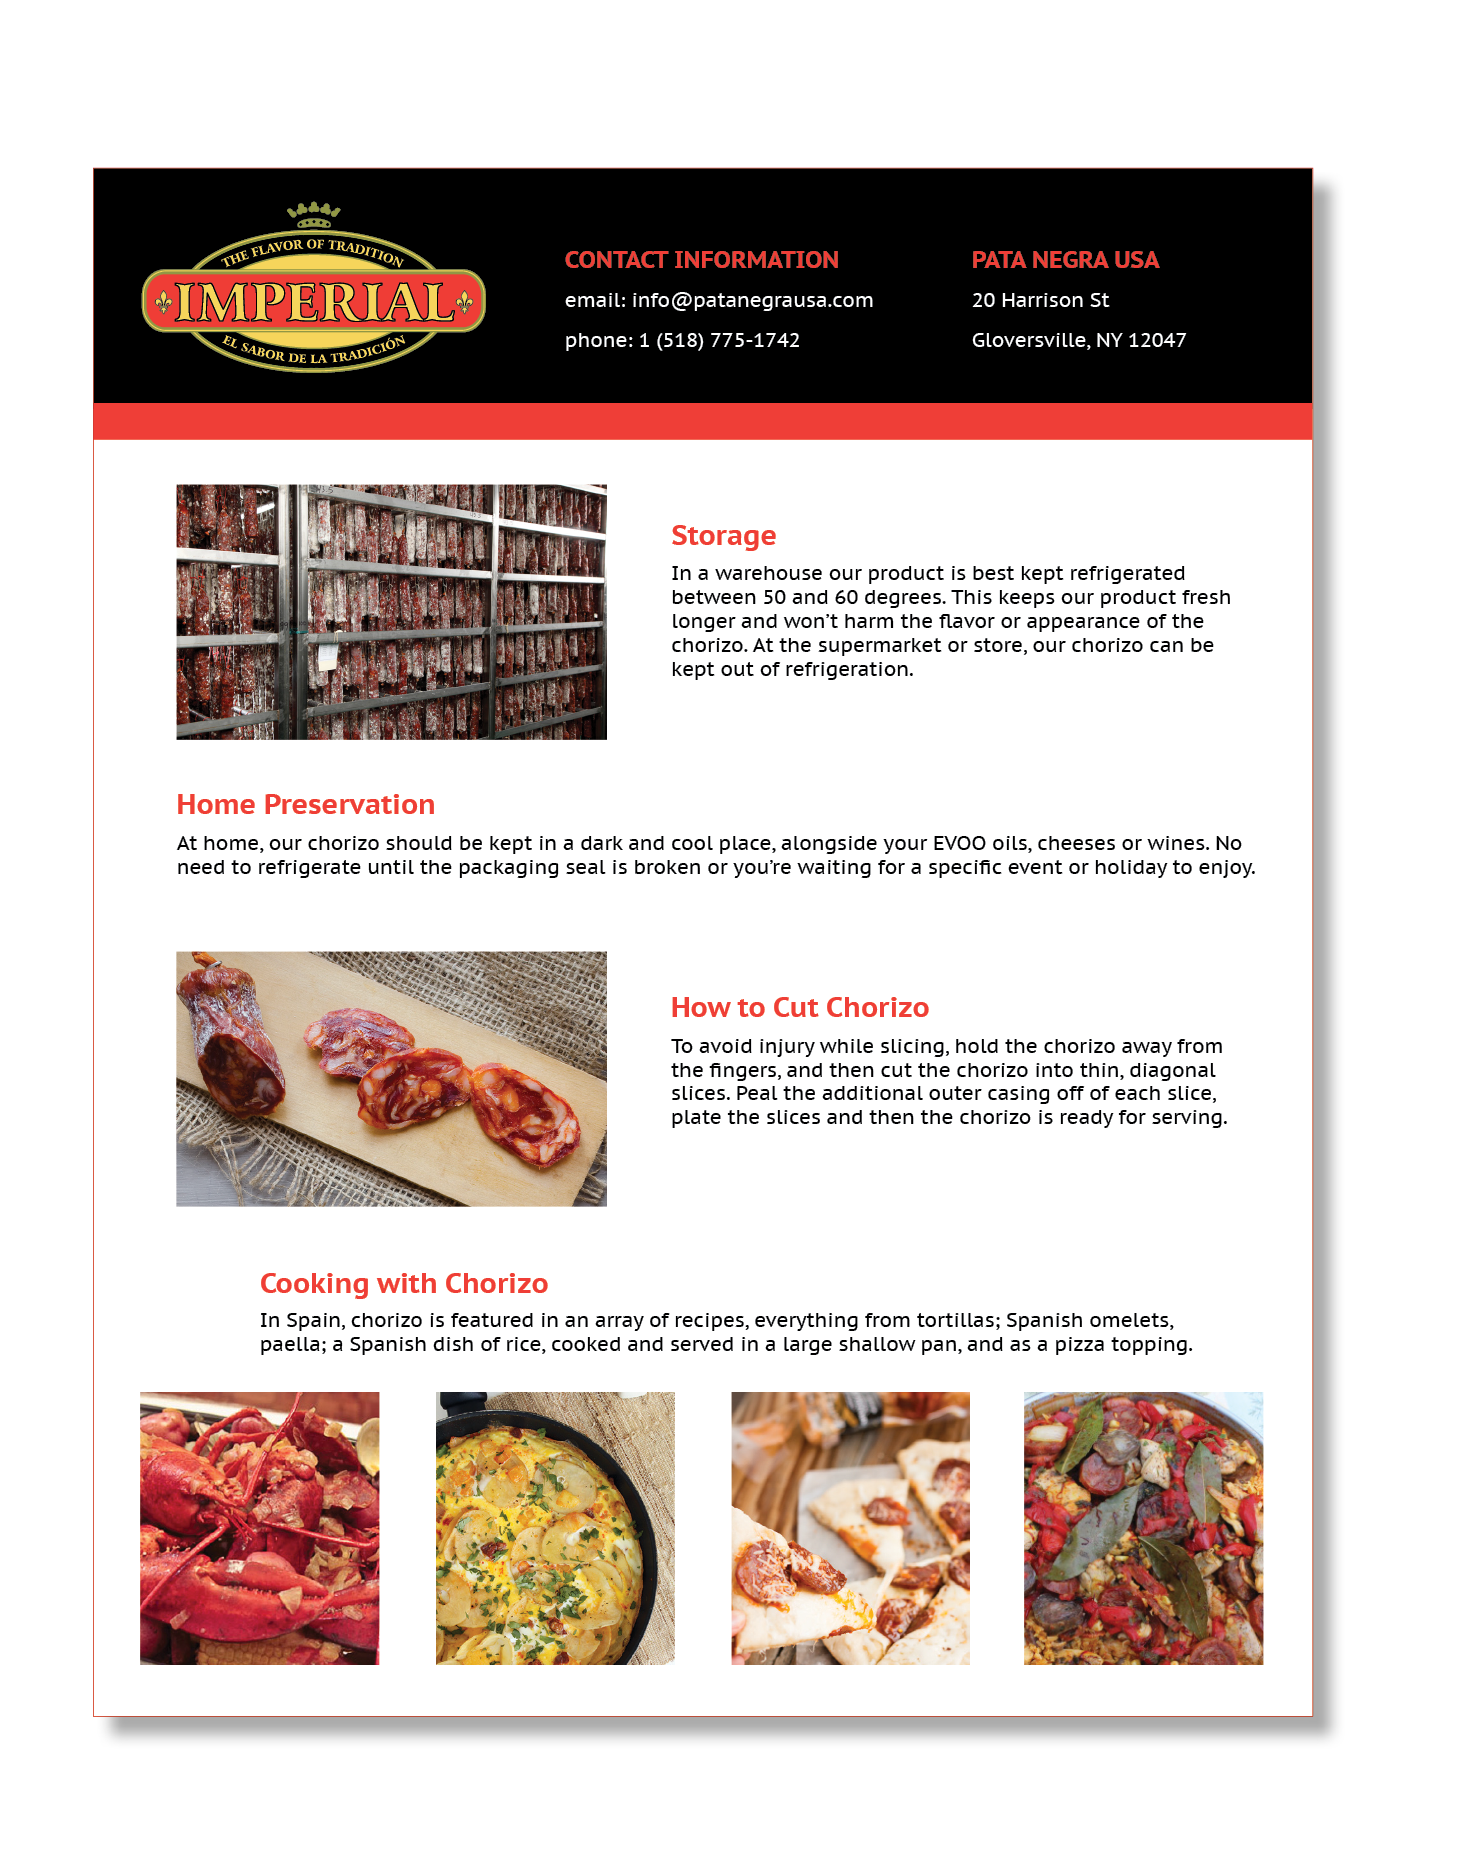 THE FLAVOR OF TRADITION
IMPERIAL
EL SABOR DE LA TRADICIÓN
CONTACT INFORMATION
email: info@patanegrausa.com
phone: 1 (518) 775-1742
PATA NEGRA USA
20 Harrison St
Gloversville, NY 12047
Storage
In a warehouse our product is best kept refrigerated
between 50 and 60 degrees. This keeps our product fresh
longer and won’t harm the flavor or appearance of the
chorizo. At the supermarket or store, our chorizo can be
kept out of refrigeration.
Home Preservation
At home, our chorizo should be kept in a dark and cool place, alongside your EVOO oils, cheeses or wines. No
need to refrigerate until the packaging seal is broken or you’re waiting for a specific event or holiday to enjoy.
How to Cut Chorizo
To avoid injury while slicing, hold the chorizo away from
the fingers, and then cut the chorizo into thin, diagonal
slices. Peal the additional outer casing off of each slice,
plate the slices and then the chorizo is ready for serving.
Cooking with Chorizo
In Spain, chorizo is featured in an array of recipes, everything from tortillas; Spanish omelets,
paella; a Spanish dish of rice, cooked and served in a large shallow pan, and as a pizza topping.